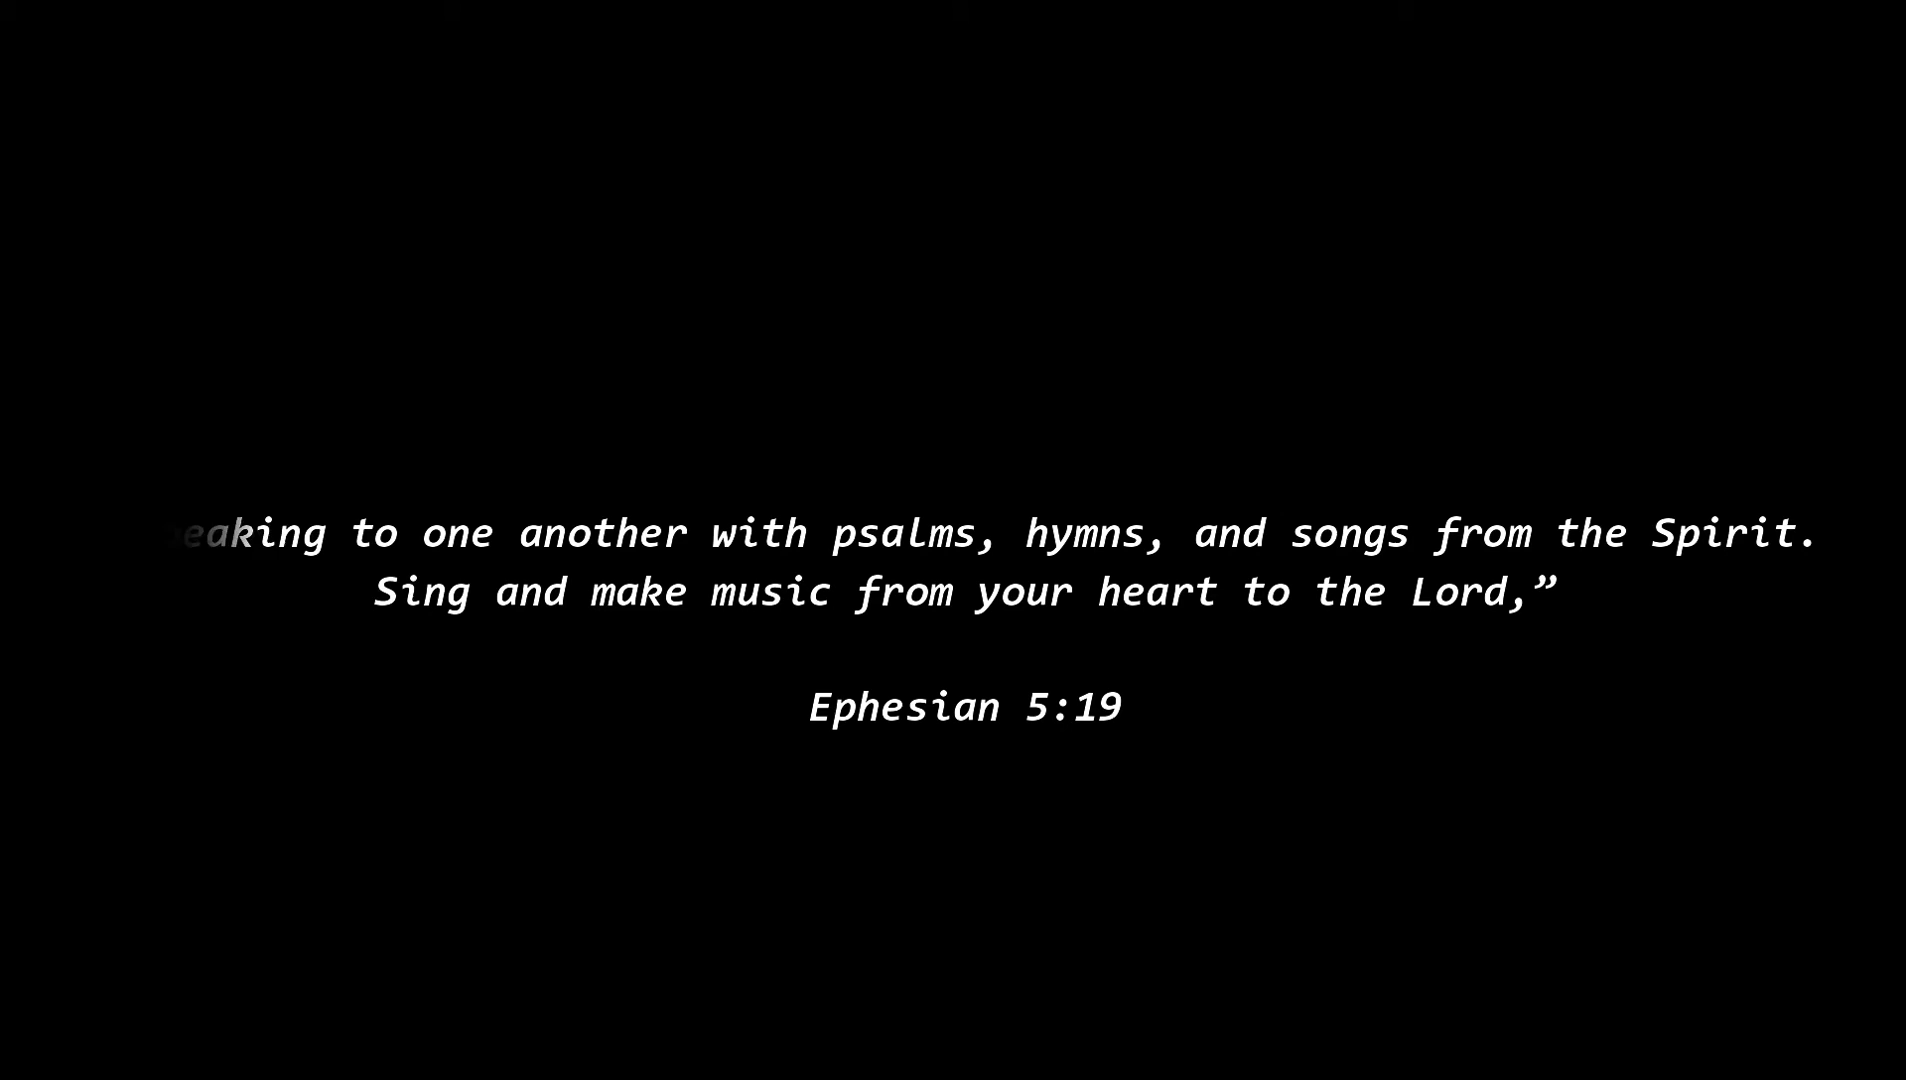 eaking to one another with psalms, hymns, and songs from the Spirit.
Sing and make music from your heart to the Lord,”
Ephesian 5:19